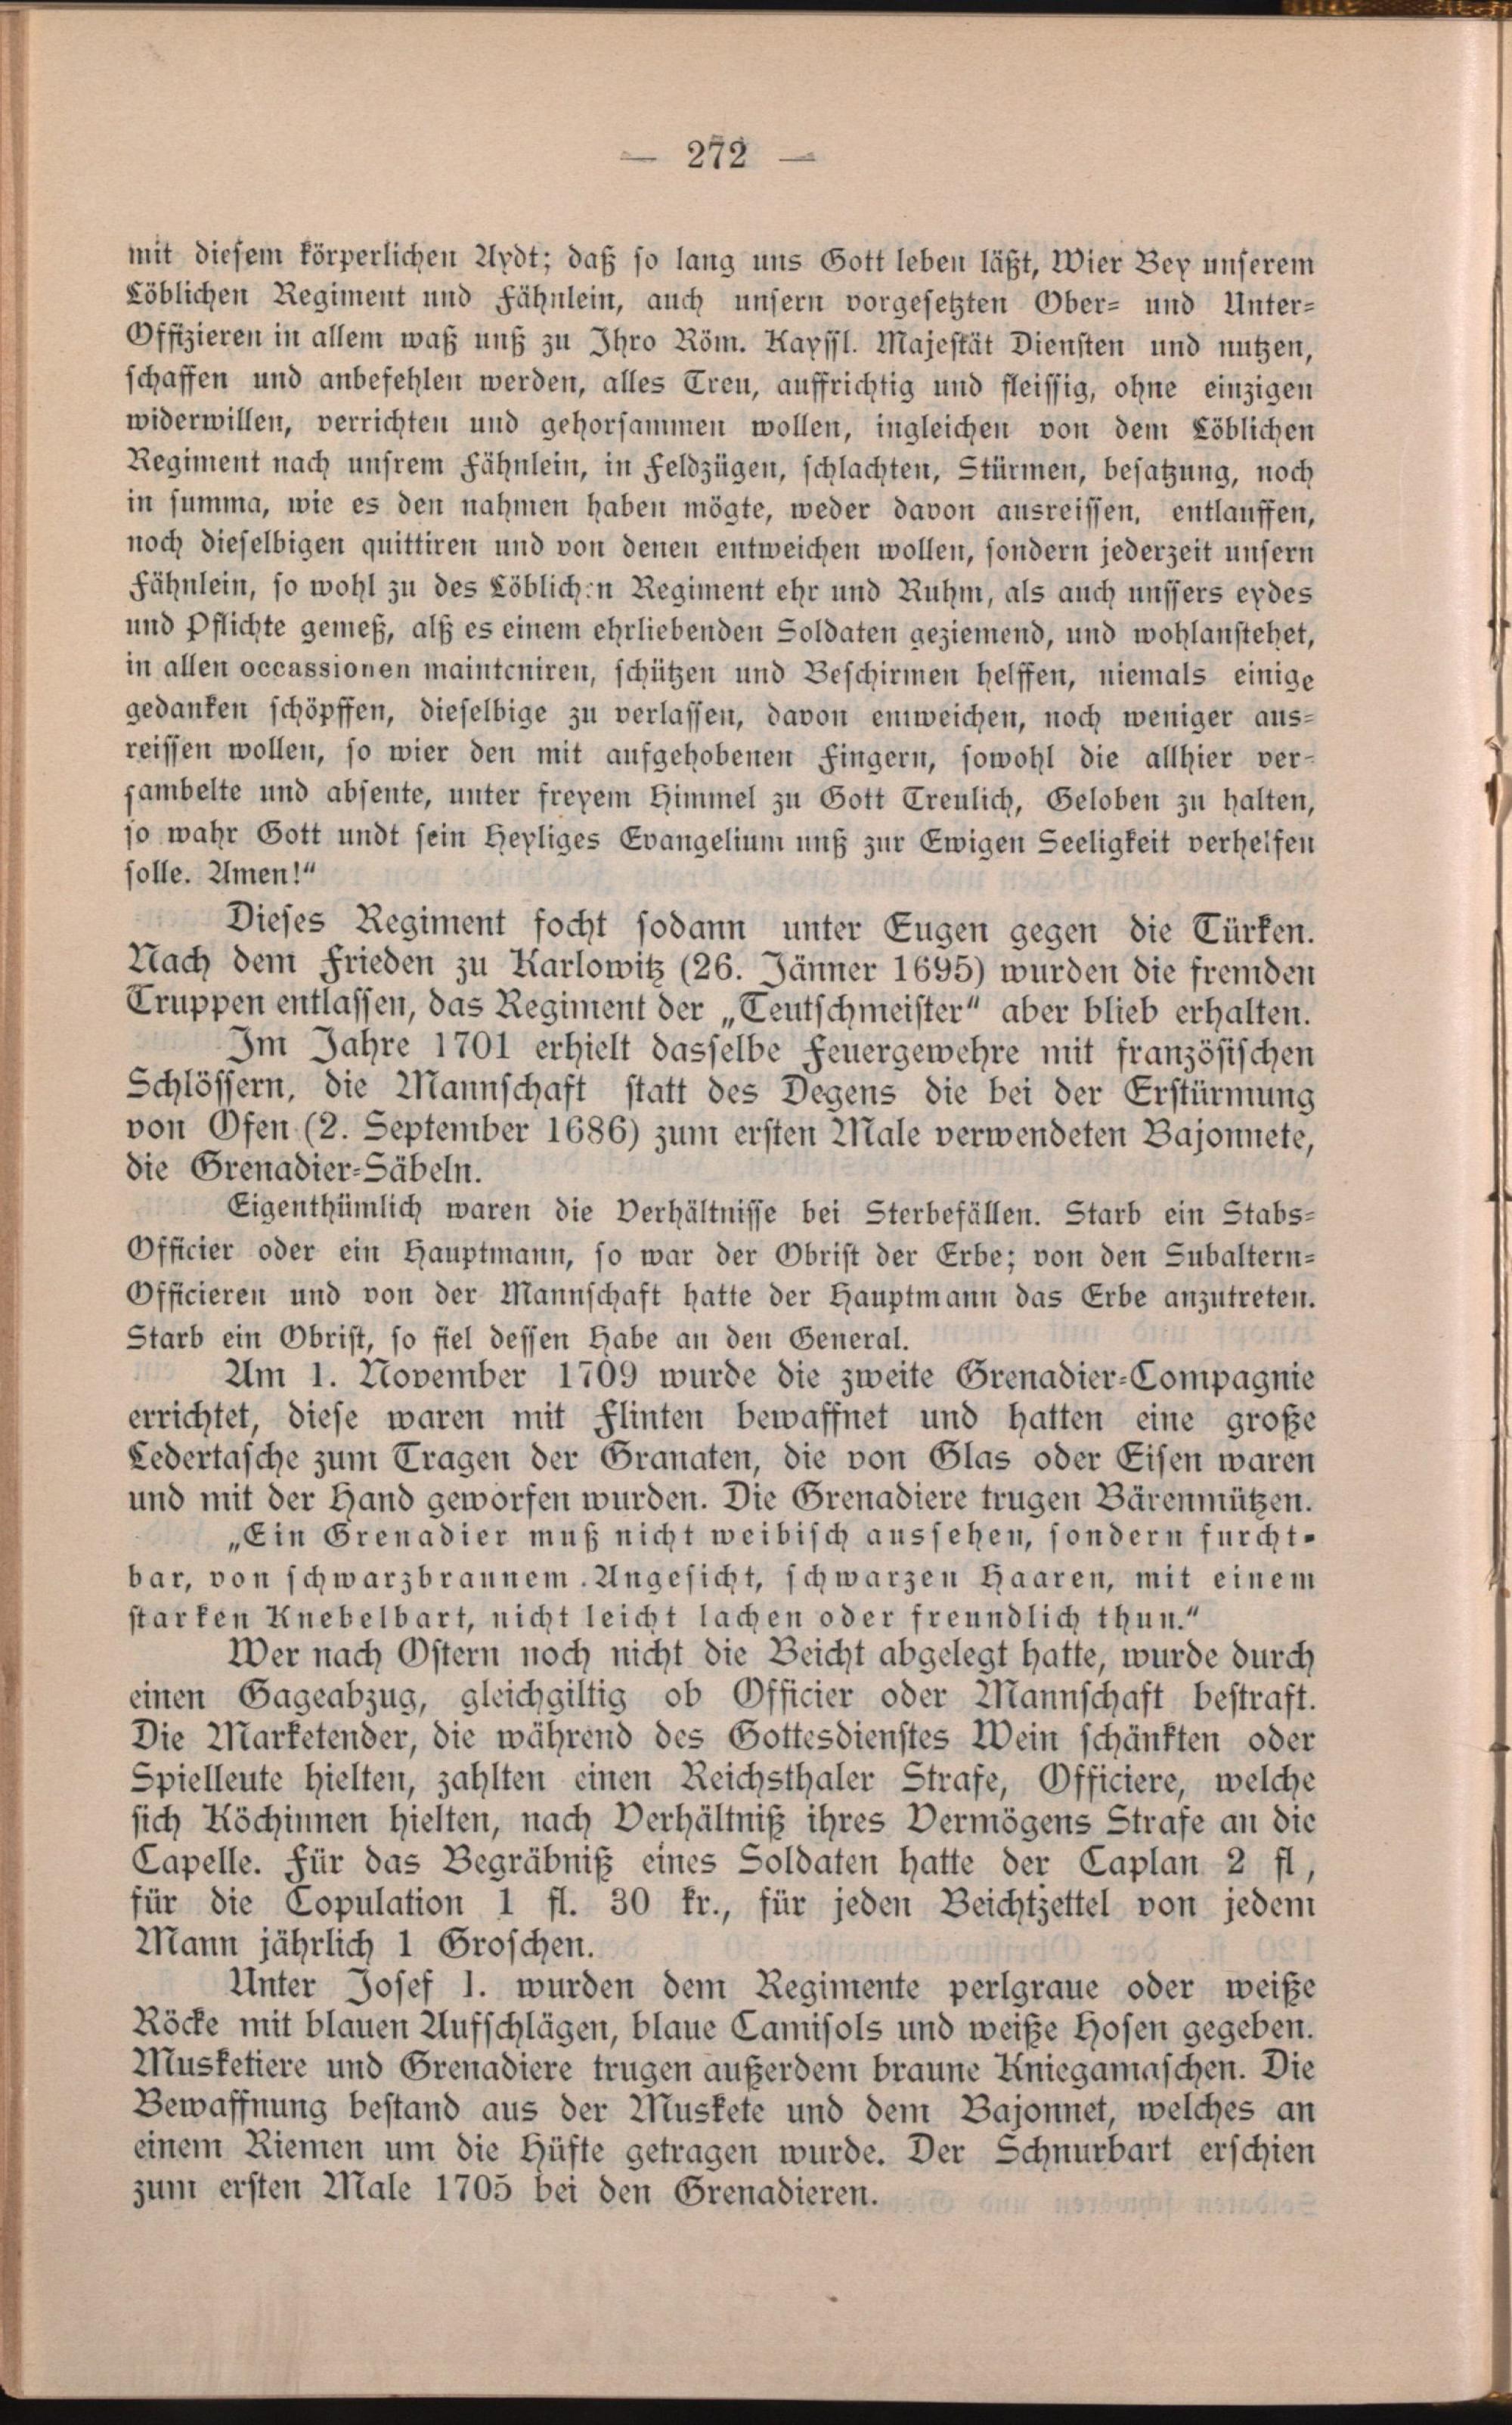 — 272 —
mit diesem körperlichen Aydt; daß so lang uns Gott leben läßt, Wier Bey unserem
Löblichen Regiment und Fähnlein, auch unsern vorgesetzten Ober- und Unter-
Offizieren in allem waß unß zu Ihro Röm. Kayssl. Majestät Diensten und nutzen,
schaffen und anbefehlen werden, alles Treu, auffrichtig und fleissig, ohne einzigen
widerwillen, verrichten und gehorsammen wollen, ingleichen von dem Löblichen
Regiment nach unsrem Fähnlein, in Feldzügen, schlachten, Stürmen, besatzung, noch
in summa, wie es den nahmen haben mögte, weder davon ausreissen, entlauffen,
noch dieselbigen quittiren und von denen entweichen wollen, sondern jederzeit unsern
Fähnlein, so wohl zu des Löblichen Regiment ehr und Ruhm, als auch unssers eydes
und Pflichte gemeß, alß es einem ehrliebenden Soldaten geziemend, und wohlanstehet,
in allen occassionen mainteniren, schützen und Beschirmen helffen, niemals einige
gedanken schöpffen, dieselbige zu verlassen, davon entweichen, noch weniger aus-
reissen wollen, so wier den mit aufgehobenen Fingern, sowohl die allhier ver-
sambelte und absente, unter freyem Himmel zu Gott Treulich, Geloben zu halten,
so wahr Gott undt sein Heyliges Evangelium unß zur Ewigen Seeligkeit verhelfen
solle. Amen!“
Dieses Regiment focht sodann unter Eugen gegen die Türken.
Nach dem Frieden zu Karlowitz (26. Jänner 1695) wurden die fremden
Truppen entlassen, das Regiment der „Teutschmeister“ aber blieb erhalten.
Im Jahre 1701 erhielt dasselbe Feuergewehre mit französischen
Schlössern, die Mannschaft statt des Degens die bei der Erstürmung
von Ofen (2. September 1686) zum ersten Male verwendeten Bajonnete,
die Grenadier-Säbeln.
Eigenthümlich waren die Verhältnisse bei Sterbefällen. Starb ein Stabs-
Officier oder ein Hauptmann, so war der Obrist der Erbe; von den Subaltern-
Officieren und von der Mannschaft hatte der Hauptmann das Erbe anzutreten.
Starb ein Obrist, so fiel dessen Habe an den General.
Am 1. November 1709 wurde die zweite Grenadier-Compagnie
errichtet, diese waren mit Flinten bewaffnet und hatten eine große
Ledertasche zum Tragen der Granaten, die von Glas oder Eisen waren
und mit der Hand geworfen wurden. Die Grenadiere trugen Bärenmützen.
„Ein Grenadier muß nicht weibisch aussehen, sondern furcht-
bar, von schwarzbraunem Angesicht, schwarzen Haaren, mit einem
starken Knebelbart, nicht leicht lachen oder freundlich thun.“
Wer nach Ostern noch nicht die Beicht abgelegt hatte, wurde durch
einen Gageabzug, gleichgiltig ob Officier oder Mannschaft bestraft.
Die Marketender, die während des Gottesdienstes Wein schänkten oder
Spielleute hielten, zahlten einen Reichsthaler Strafe, Officiere, welche
sich Köchinnen hielten, nach Verhältniß ihres Vermögens Strafe an die
Capelle. Für das Begräbniß eines Soldaten hatte der Caplan 2 fl,
für die Copulation 1 fl. 30 kr., für jeden Beichtzettel von jedem
Mann jährlich 1 Groschen.
Unter Josef I. wurden dem Regimente perlgraue oder weiße
Röcke mit blauen Aufschlägen, blaue Camisols und weiße Hosen gegeben.
Musketiere und Grenadiere trugen außerdem braune Kniegamaschen. Die
Bewaffnung bestand aus der Muskete und dem Bajonnet, welches an
einem Riemen um die Hüfte getragen wurde. Der Schnurbart erschien
zum ersten Male 1705 bei den Grenadieren.